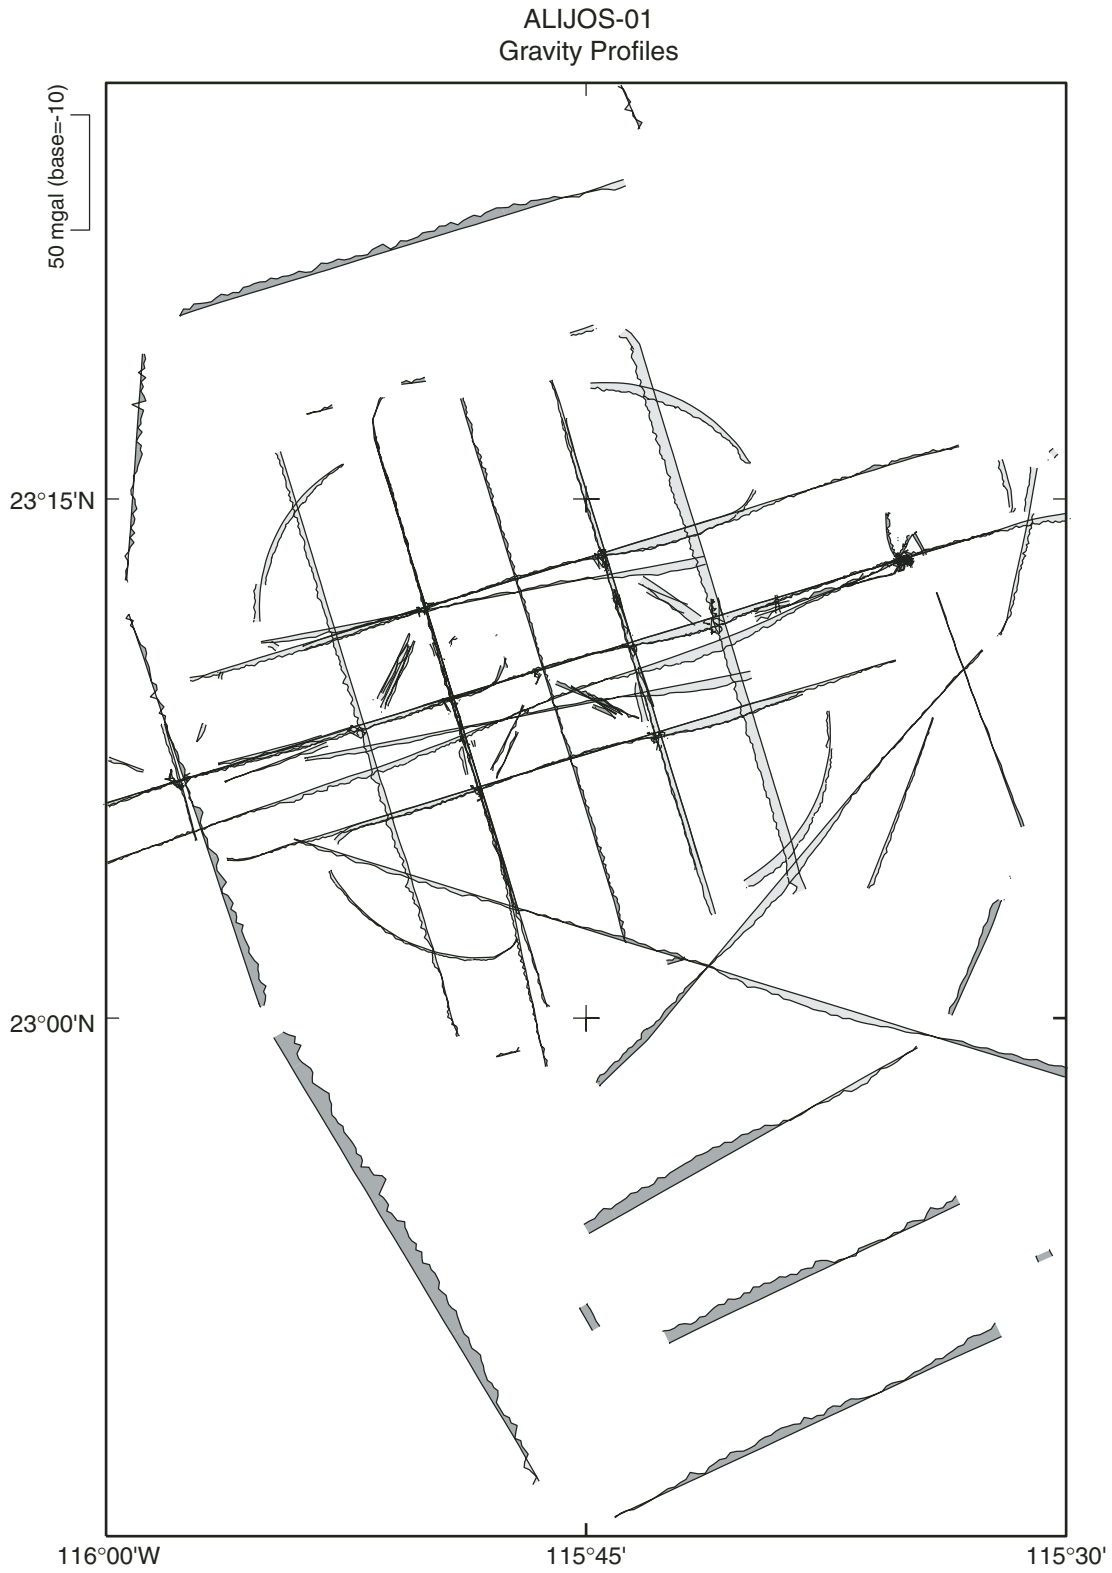 ALIJOS-01
Gravity Profiles
50 mgal (base=-10)
23°15'N
23°00'N
116°00'W
115°45'
115°30'